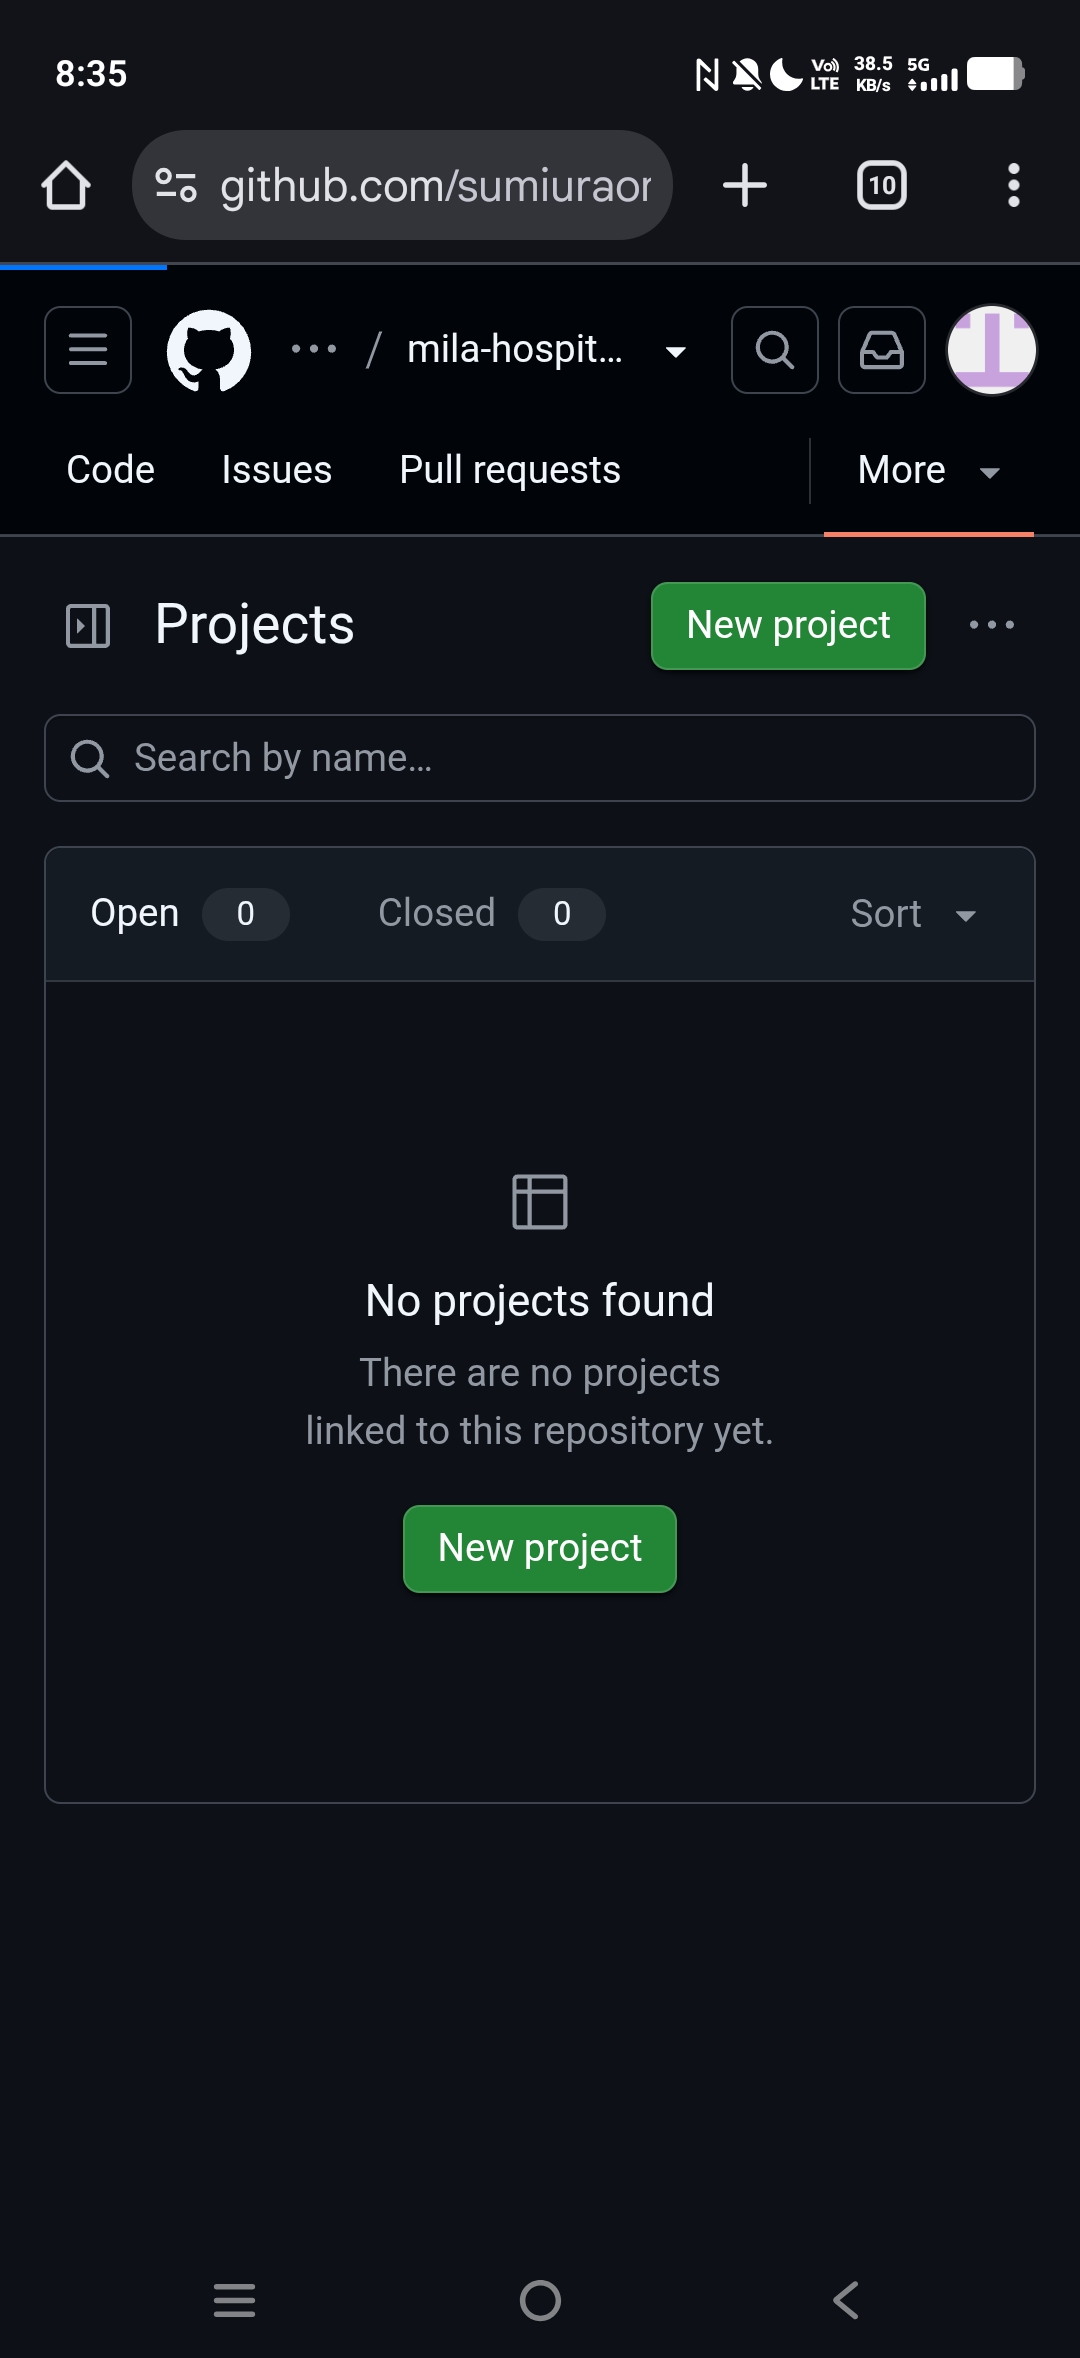 8:35
Vo) LTE
38.5 KB/s
5G
github.com/sumiuraor
10
/ mila-hospit...
Code
Issues
Pull requests
More
Projects
New project
Search by name...
Open 0
Closed 0
Sort
No projects found
There are no projects
linked to this repository yet.
New project